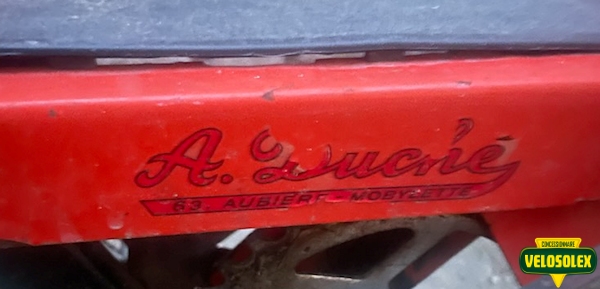 A. Duché
63. AUBIERE MOBYLETTE
CONCESSIONNAIRE
VELOSOLEX